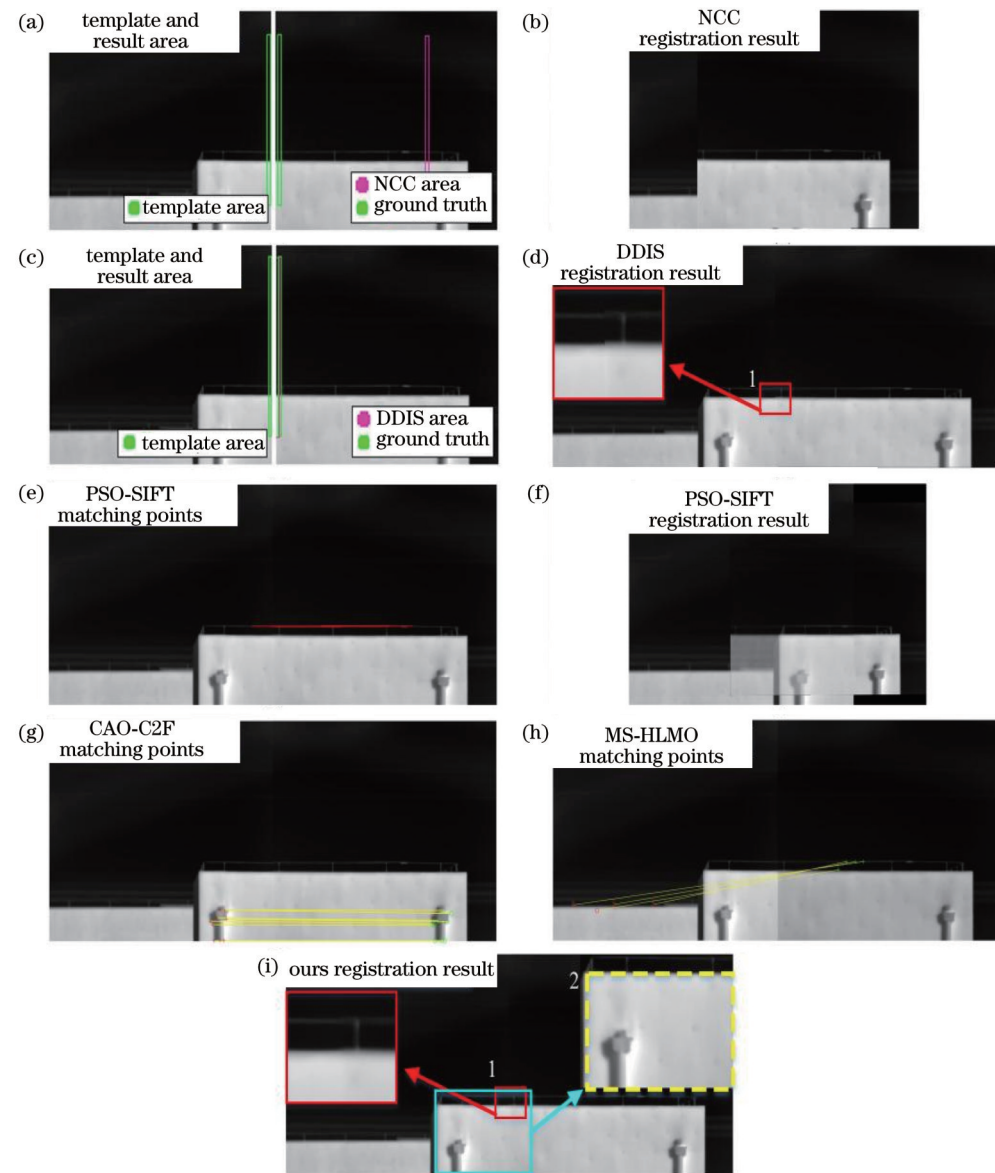 (a)
template and
result area
template area
NCC area
ground truth
(b)
NCC
registration result
(c)
template and
result area
template area
DDIS area
ground truth
(d)
DDIS
registration result
1
(e)
PSO-SIFT
matching points
(f)
PSO-SIFT
registration result
(g)
CAO-C2F
matching points
(h)
MS-HLMO
matching points
(i) ours registration result
1
2